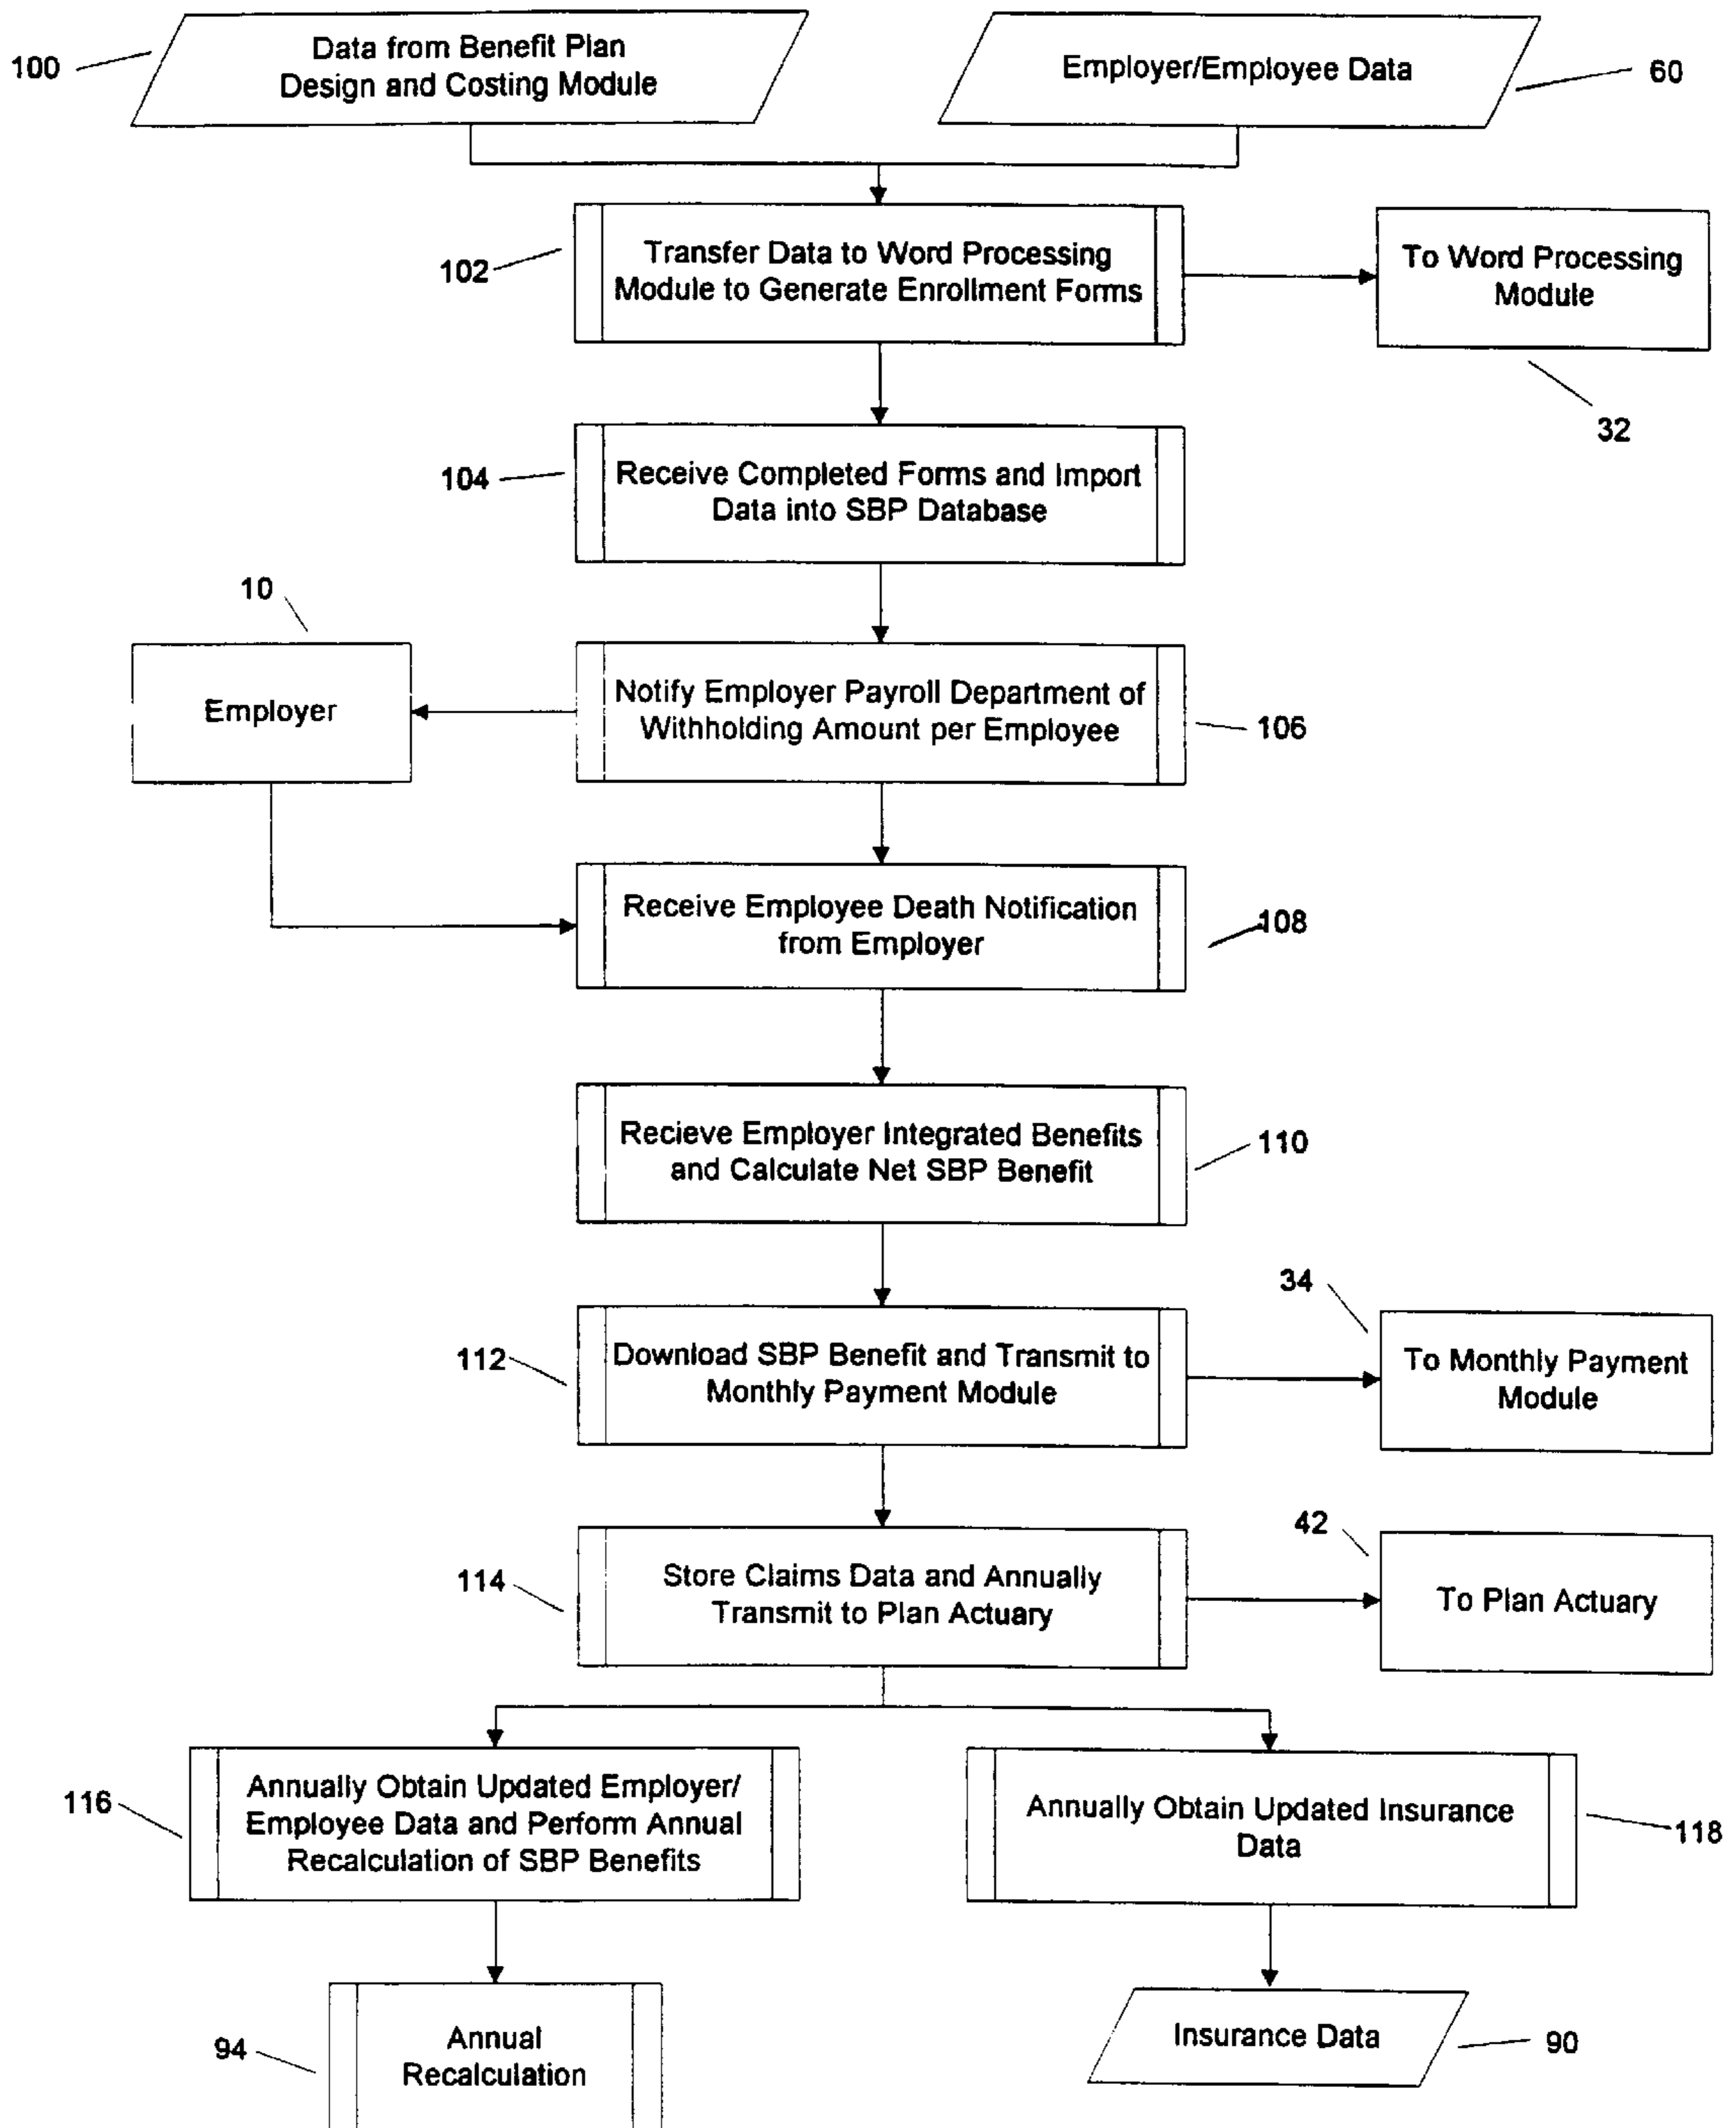 Data from Benefit Plan
Design and Costing Module
100
Employer/Employee Data
60
102
Transfer Data to Word Processing
Module to Generate Enrollment Forms
To Word Processing
Module
32
104
Receive Completed Forms and Import
Data into SBP Database
10
Employer
Notify Employer Payroll Department of
Withholding Amount per Employee
106
Receive Employee Death Notification
from Employer
108
Recieve Employer Integrated Benefits
and Calculate Net SBP Benefit
110
112
Download SBP Benefit and Transmit to
Monthly Payment Module
34
To Monthly Payment
Module
114
Store Claims Data and Annually
Transmit to Plan Actuary
42
To Plan Actuary
116
Annually Obtain Updated Employer/
Employee Data and Perform Annual
Recalculation of SBP Benefits
Annually Obtain Updated Insurance
Data
118
94
Annual
Recalculation
Insurance Data
90